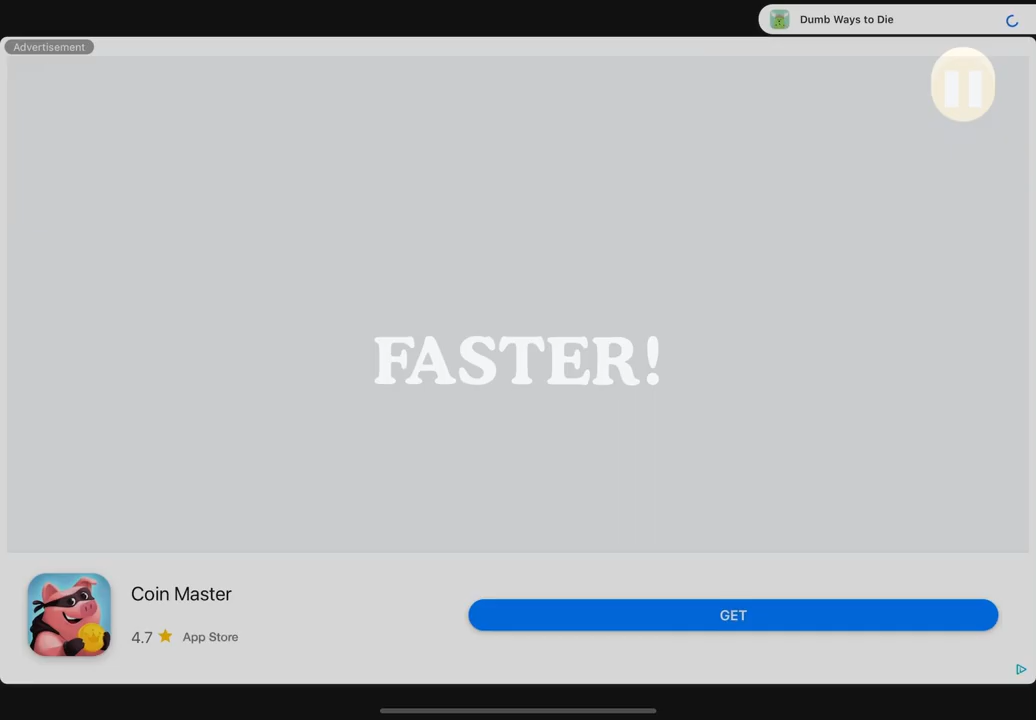 Dumb Ways to Die
Advertisement
FASTER!
Coin Master
4.7 App Store
GET